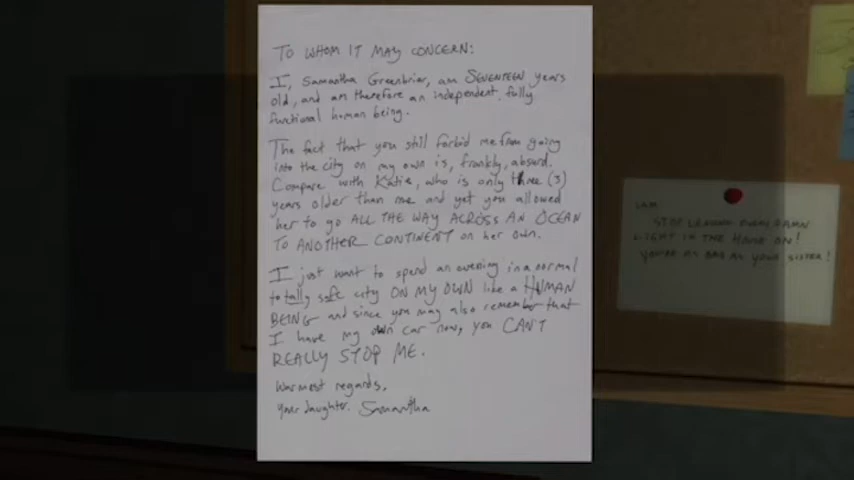 TO WHOM IT MAY CONCERN:
I, Samantha Greenbriar, am SEVENTEEN years
old, and am therefore an independent, fully
functional human being.
The fact that you still forbid me from going
into the city on my own is, frankly, absurd.
Compare with Katie, who is only three (3)
years older than me and yet you allowed
her to go ALL THE WAY ACROSS AN OCEAN
TO ANOTHER CONTINENT on her own.
I just want to spend an evening in a normal
totally safe city ON MY OWN like a HUMAN
BEING and since you may also remember that
I have my own car now, you CAN'T
REALLY STOP ME.
Warmest regards,
Your daughter, Samantha
SAM
STOP LEAVING EVERY DAMN
LIGHT IN THE HOUSE ON!
YOU'RE AS BAD AS YOUR SISTER!